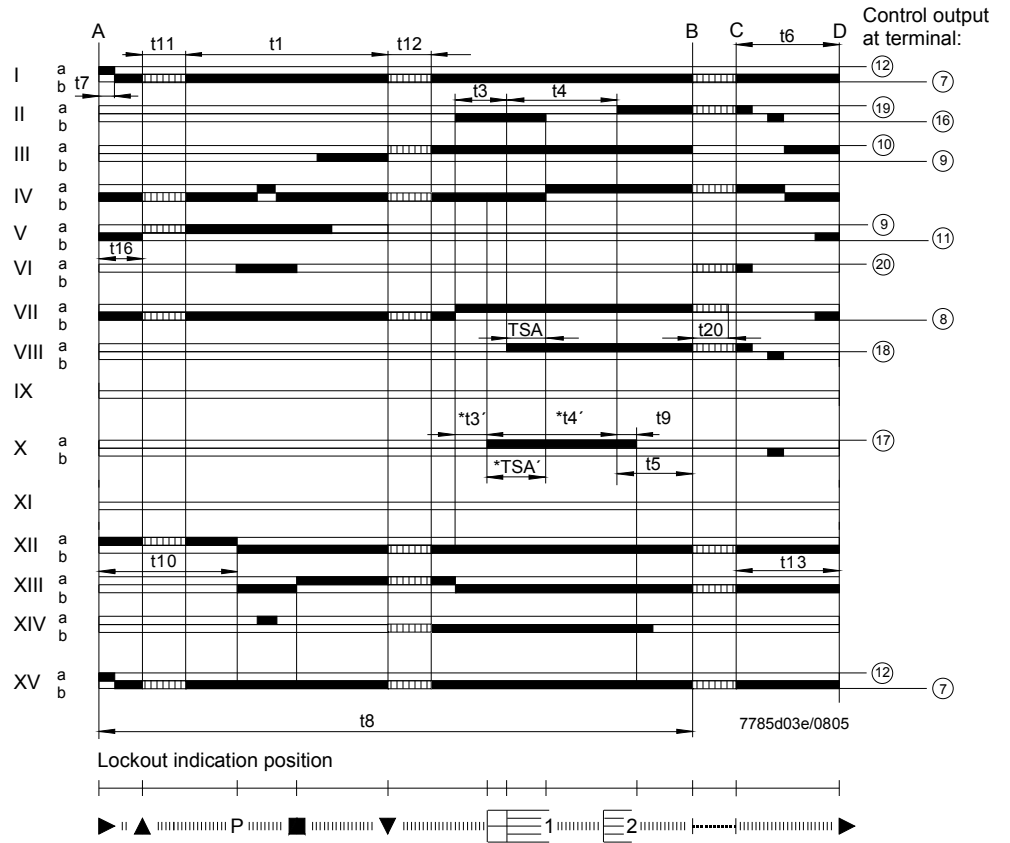 Control output
at terminal:
A B C D
t11 t1 t12 t6
I a b 12 7
t7
t3 t4
II a b 19 16
III a b 10 9
IV a b
V a b 9 11
t16
VI a b 20
VII a b 8
TSA t20
VIII a b 18
IX
*t3´ *t4´ t9
X a b 17
*TSA´ t5
XI
XII a b
t10 t13
XIII a b
XIV a b
XV a b 12 7
t8 7785d03e/0805
Lockout indication position
P 1 2